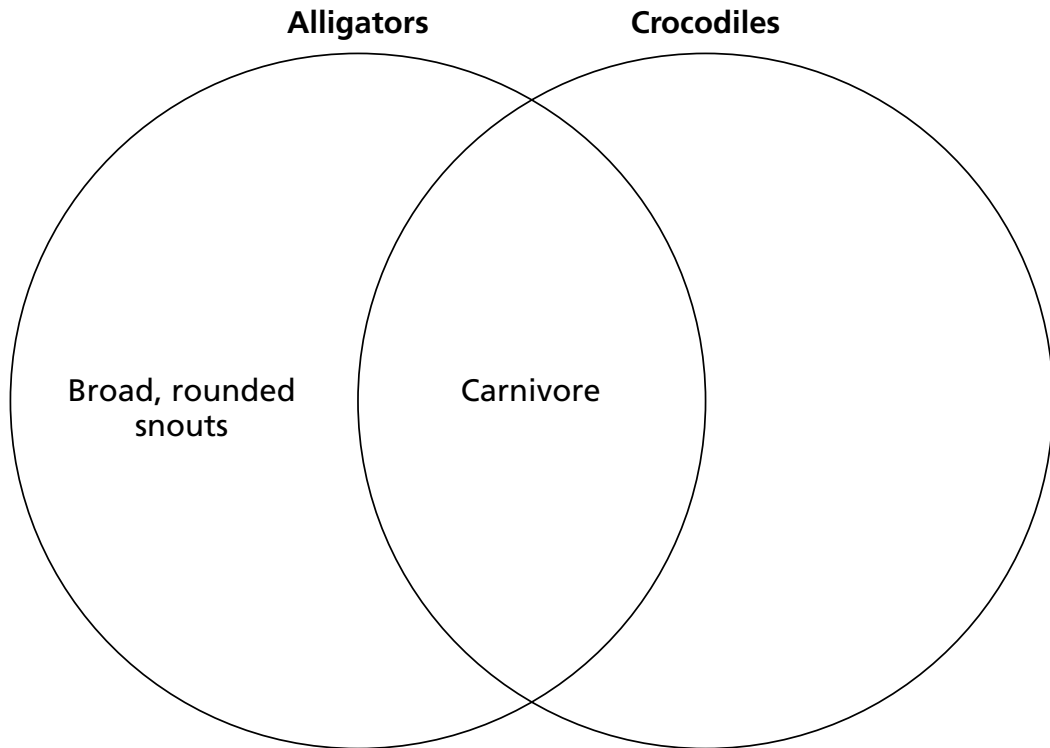 Alligators
Crocodiles
Broad, rounded
snouts
Carnivore